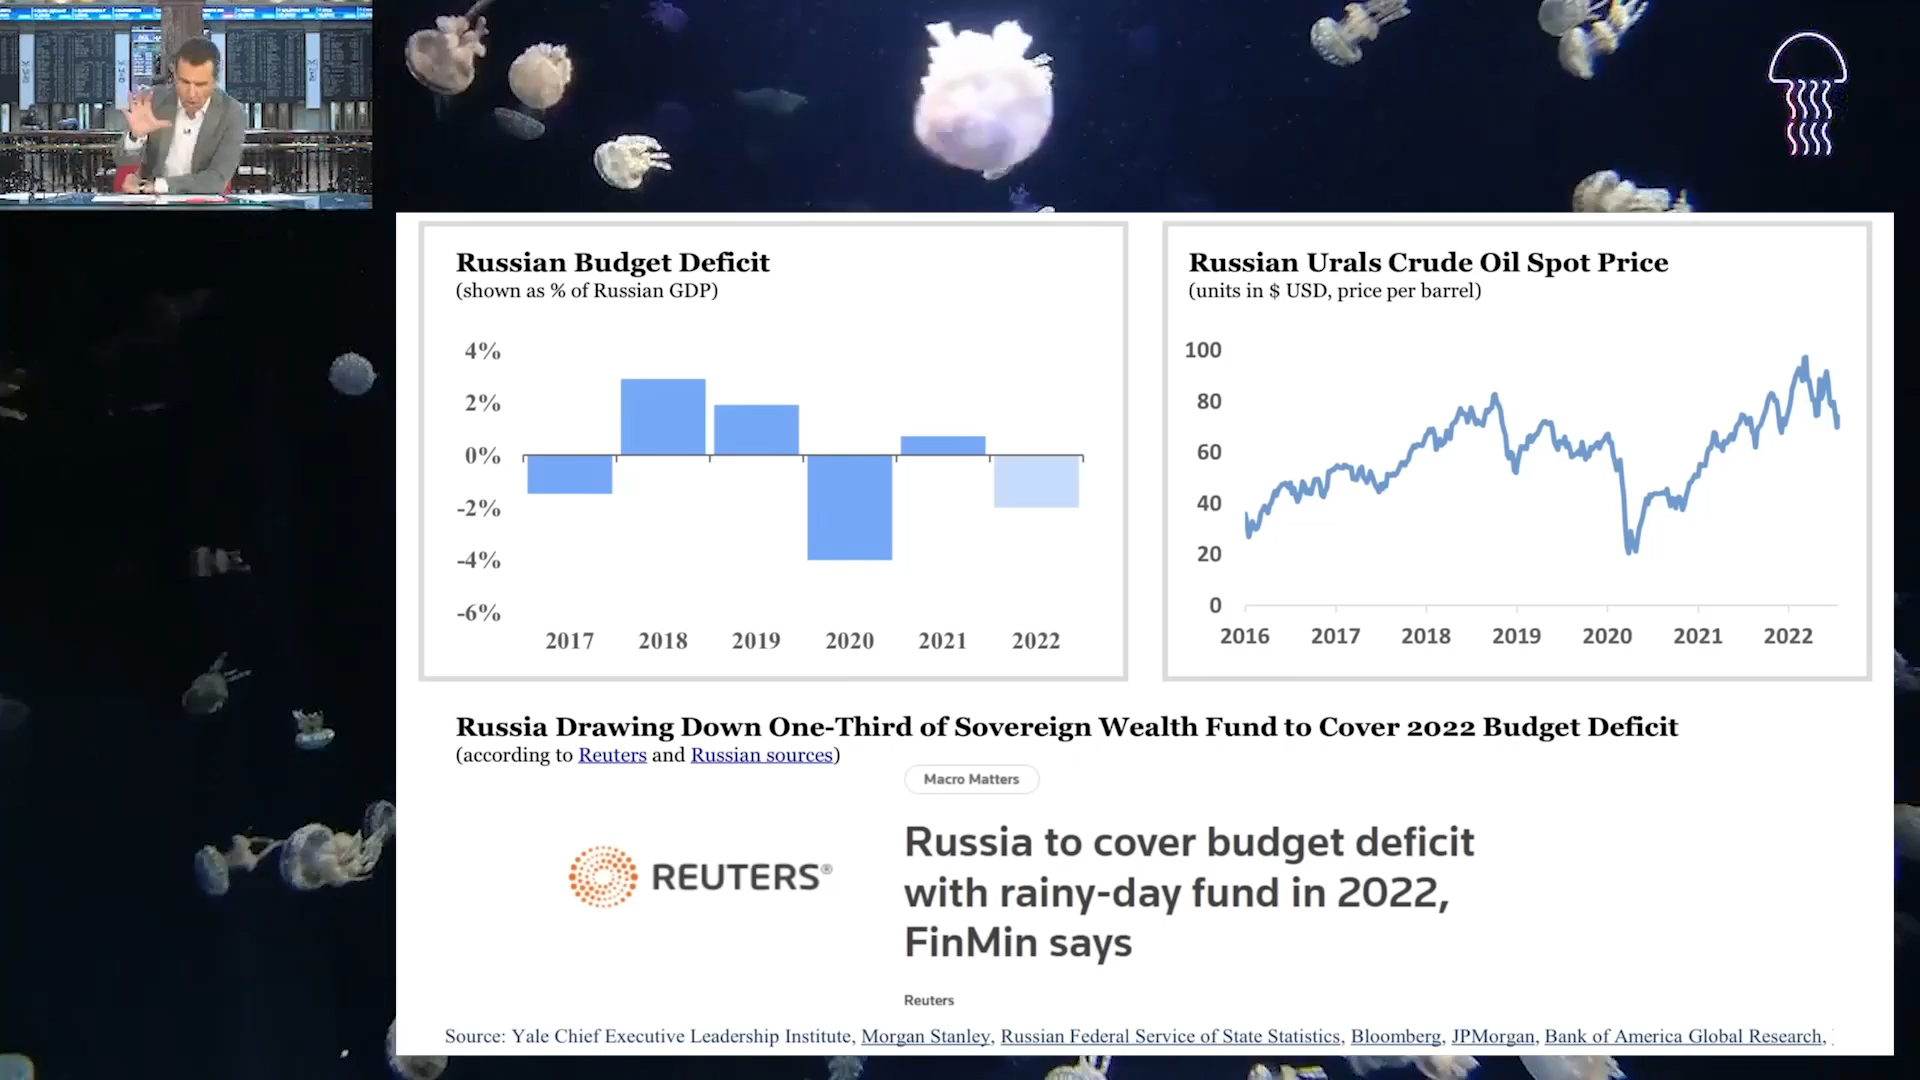 Russian Budget Deficit
(shown as % of Russian GDP)
4%
2%
0%
-2%
-4%
-6%
2017 2018 2019 2020 2021 2022
Russian Urals Crude Oil Spot Price
(units in $ USD, price per barrel)
100
80
60
40
20
0
2016 2017 2018 2019 2020 2021 2022
Russia Drawing Down One-Third of Sovereign Wealth Fund to Cover 2022 Budget Deficit
(according to Reuters and Russian sources)
Macro Matters
REUTERS®
Russia to cover budget deficit
with rainy-day fund in 2022,
FinMin says
Reuters
Source: Yale Chief Executive Leadership Institute, Morgan Stanley, Russian Federal Service of State Statistics, Bloomberg, JPMorgan, Bank of America Global Research,